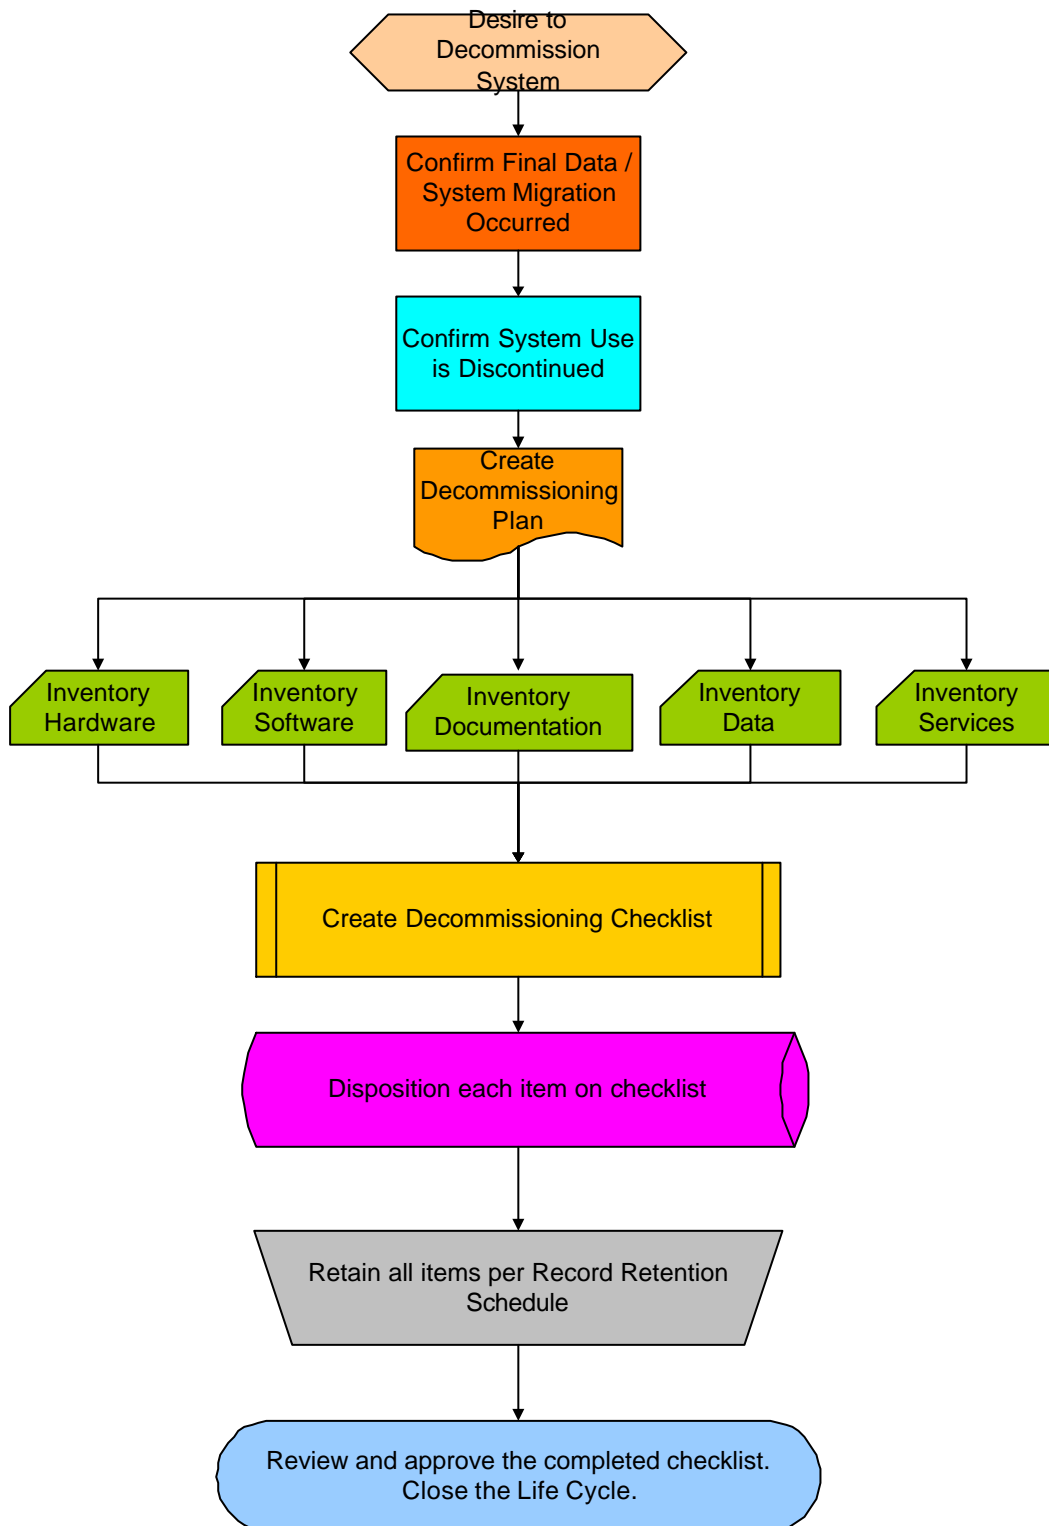 Desire to
Decommission
System
Confirm Final Data /
System Migration
Occurred
Confirm System Use
is Discontinued
Create
Decommissioning
Plan
Inventory
Hardware
Inventory
Software
Inventory
Documentation
Inventory
Data
Inventory
Services
Create Decommissioning Checklist
Disposition each item on checklist
Retain all items per Record Retention
Schedule
Review and approve the completed checklist.
Close the Life Cycle.